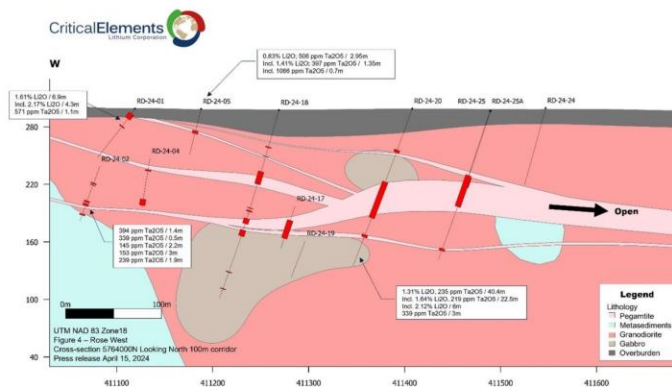 CriticalElements
Lithium Corporation
0.83% Li2O; 508 ppm Ta2O5 / 2.95m
Incl. 1.41% Li2O; 397 ppm Ta2O5 / 1.35m
Incl. 1066 ppm Ta2O5 / 0.7m
W
1.61% Li2O / 6.9m
Incl. 2.17% Li2O / 4.3m
571 ppm Ta2O5 / 1.1m
RD-24-01
RD-24-05
RD-24-18
RD-24-20
RD-24-25
RD-24-25A
RD-24-24
280
RD-24-02
RD-24-04
220
RD-24-17
Open
394 ppm Ta2O5 / 1.4m
339 ppm Ta2O5 / 0.5m
145 ppm Ta2O5 / 2.2m
153 ppm Ta2O5 / 3m
239 ppm Ta2O5 / 1.9m
RD-24-19
160
1.31% Li2O, 235 ppm Ta2O5 / 40.4m
Incl. 1.64% Li2O, 219 ppm Ta2O5 / 22.5m
Incl. 2.12% Li2O / 6m
339 ppm Ta2O5 / 3m
100
0m
100m
UTM NAD 83 Zone18
Figure 4 – Rose West
Cross-section 5764000N Looking North 100m corridor
Press release April 15, 2024
40
Legend
Lithology
Pegamtite
Metasediments
Granodiorite
Gabbro
Overburden
411100
411200
411300
411400
411500
411600